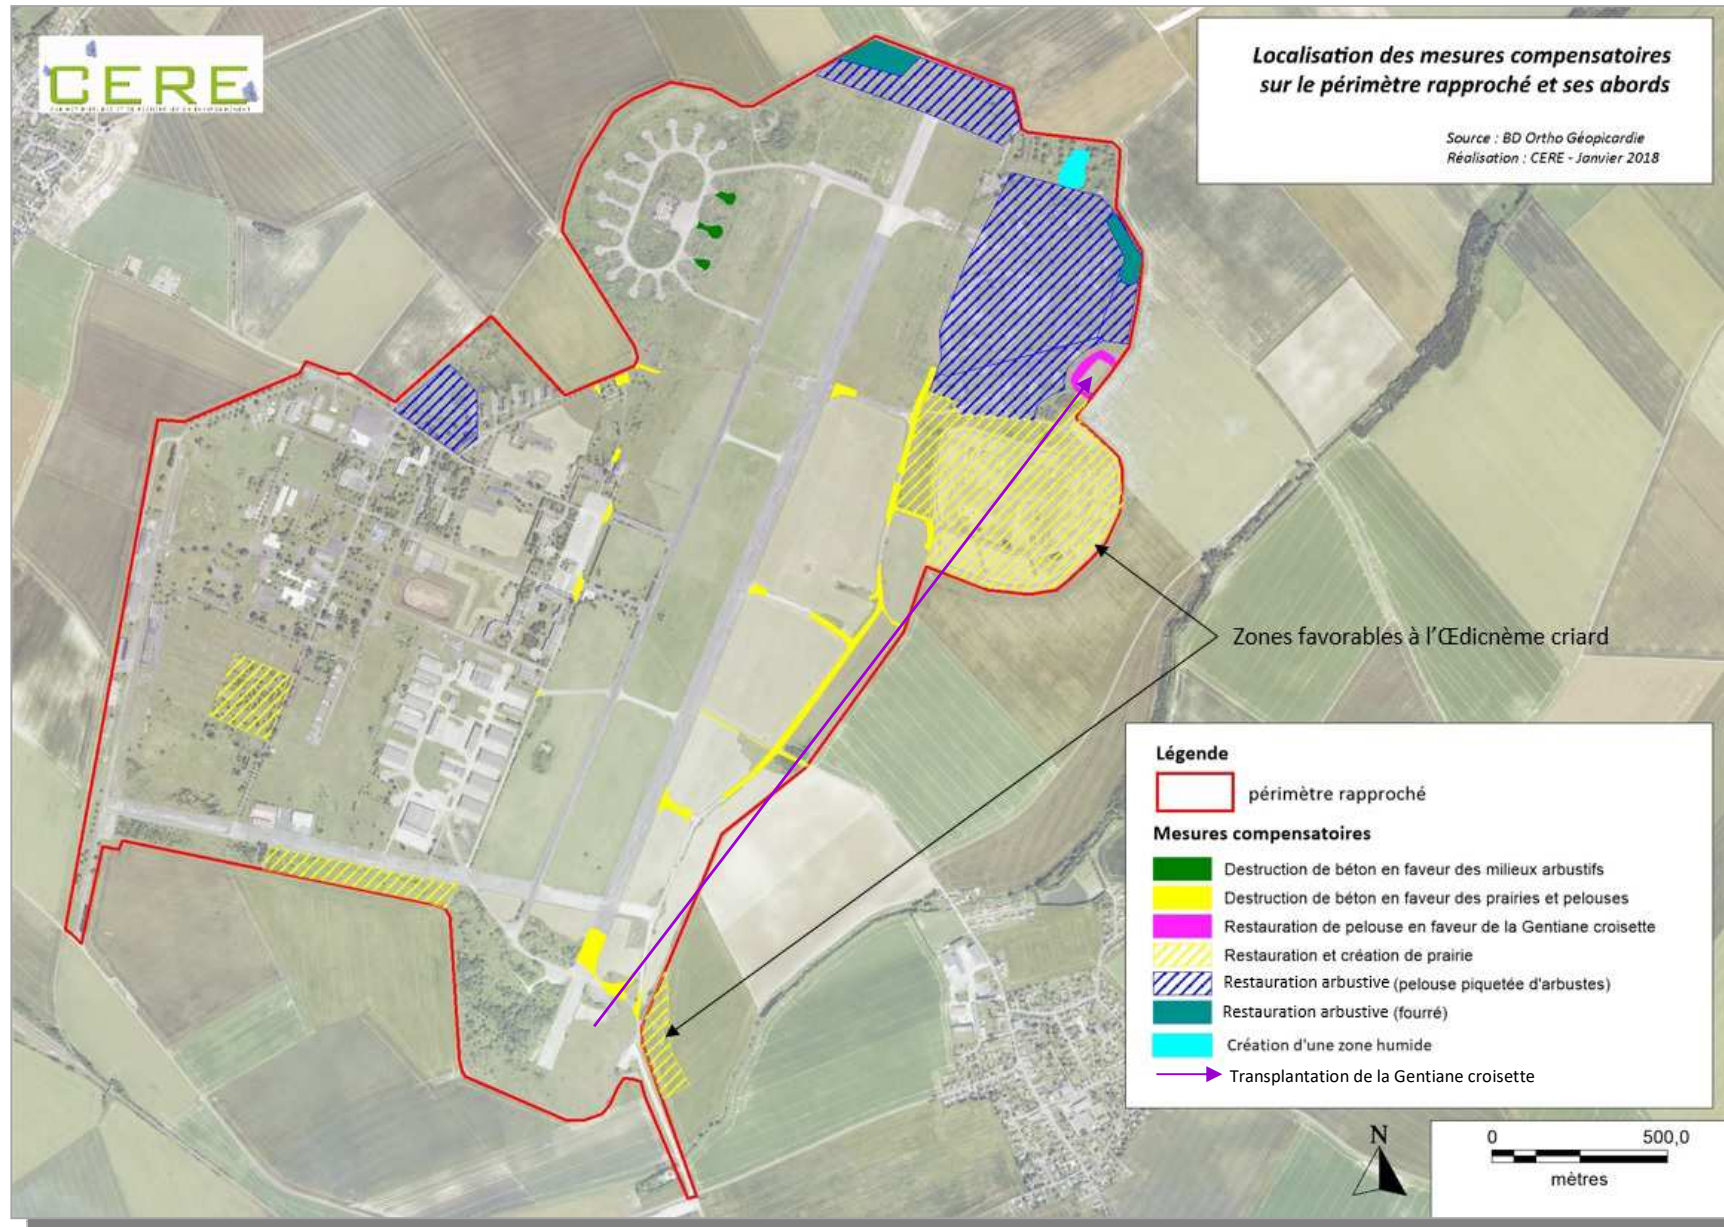 CERE
Localisation des mesures compensatoires
sur le périmètre rapproché et ses abords
Source : BD Ortho Géopicardie
Réalisation : CERE - Janvier 2018
Zones favorables à l'Œdicnème criard
Légende
périmètre rapproché
Mesures compensatoires
Destruction de béton en faveur des milieux arbustifs
Destruction de béton en faveur des prairies et pelouses
Restauration de pelouse en faveur de la Gentiane croisette
Restauration et création de prairie
Restauration arbustive (pelouse piquetée d'arbustes)
Restauration arbustive (fourré)
Création d'une zone humide
Transplantation de la Gentiane croisette
N
0 500,0
mètres